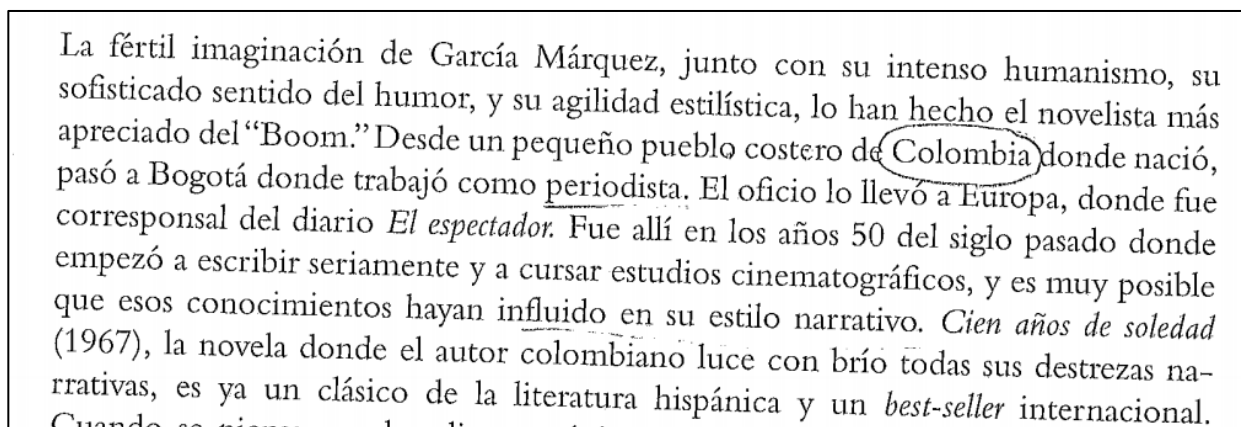 La fértil imaginación de García Márquez, junto con su intenso humanismo, su
sofisticado sentido del humor, y su agilidad estilística, lo han hecho el novelista más
apreciado del “Boom.” Desde un pequeño pueblo costero de Colombia donde nació,
pasó a Bogotá donde trabajó como periodista. El oficio lo llevó a Europa, donde fue
corresponsal del diario El espectador. Fue allí en los años 50 del siglo pasado donde
empezó a escribir seriamente y a cursar estudios cinematográficos, y es muy posible
que esos conocimientos hayan influido en su estilo narrativo. Cien años de soledad
(1967), la novela donde el autor colombiano luce con brío todas sus destrezas na-
rrativas, es ya un clásico de la literatura hispánica y un best-seller internacional.
Cuando se